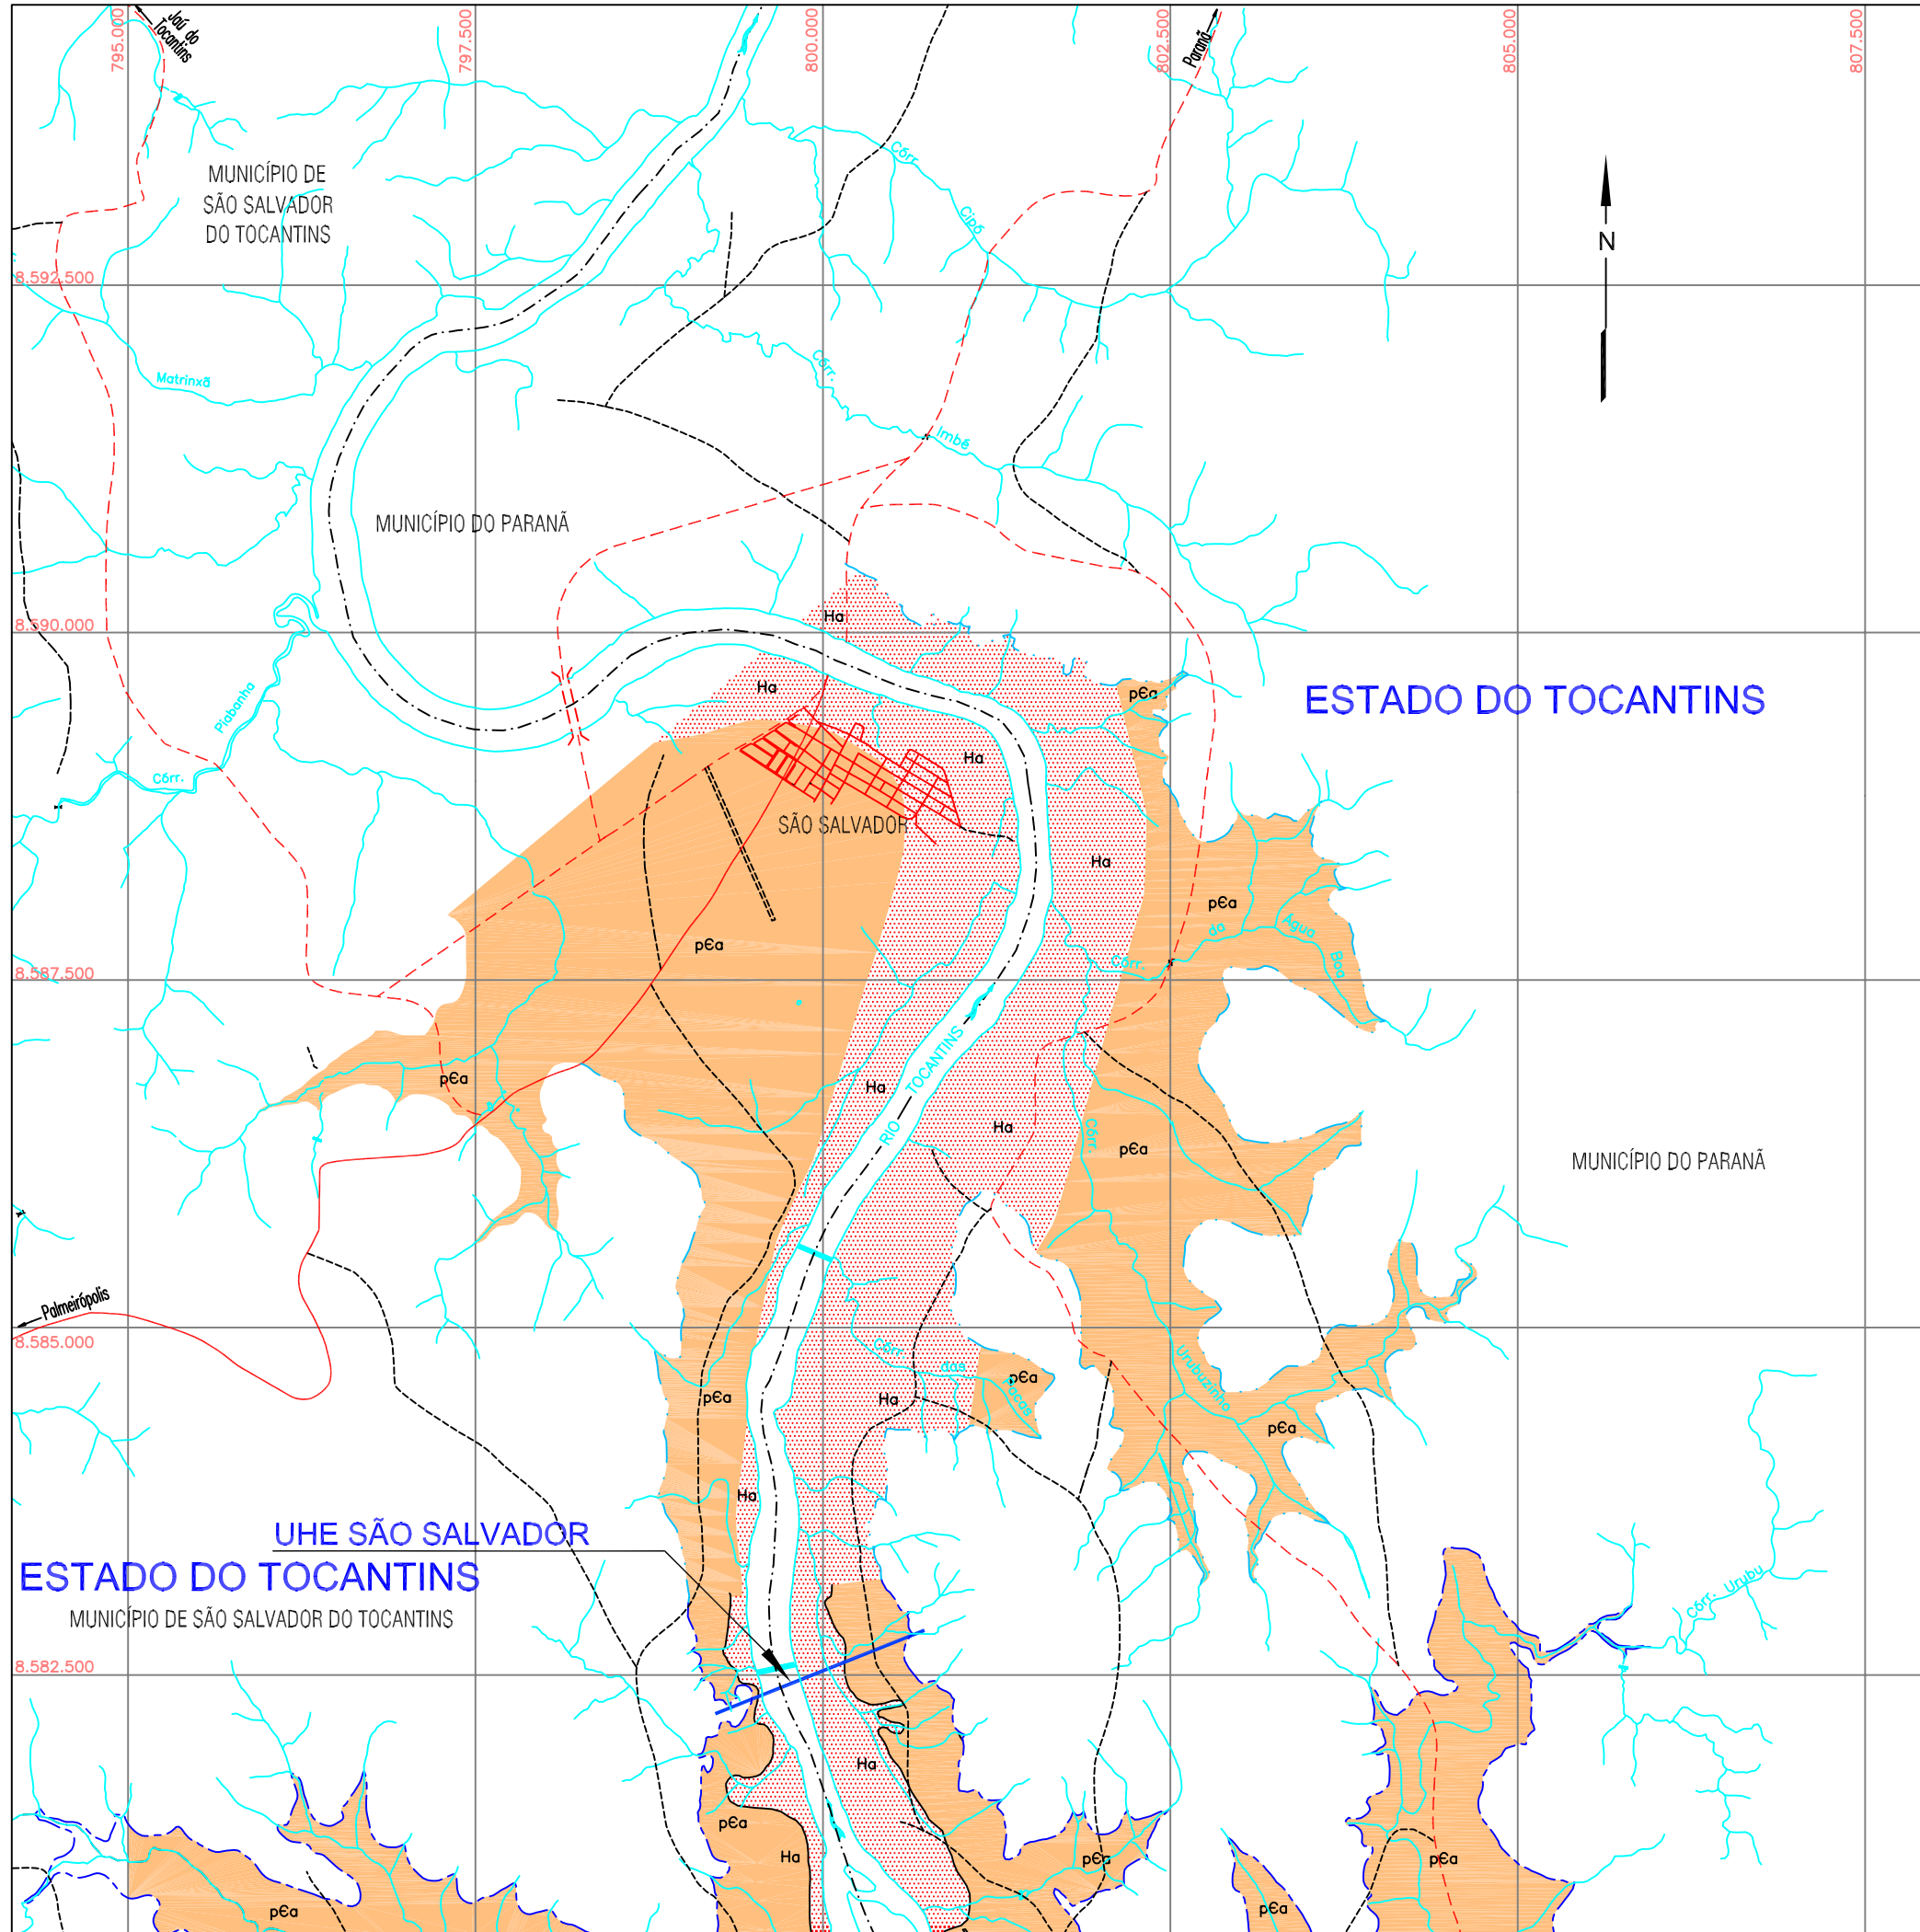 795.000
797.500
800.000
802.500
805.000
807.500
Jaú do
Tocantins
Paranã
MUNICÍPIO DE
SÃO SALVADOR
DO TOCANTINS
Córr.
Cipó
N
8.592.500
Matrinxã
Córr.
Imbé
MUNICÍPIO DO PARANÃ
Ha
8.590.000
Piabanha
Ha
pЄa
ESTADO DO TOCANTINS
Córr.
Ha
SÃO SALVADOR
Ha
pЄa
da
Água
Boa
pЄa
Córr.
8.587.500
TOCANTINS
pЄa
Ha
RIO
Ha
Córr.
pЄa
MUNICÍPIO DO PARANÃ
Palmeirópolis
8.585.000
Córr.
das
Pacas
pЄa
Urubuzinho
pЄa
Ha
pЄa
Ha
UHE SÃO SALVADOR
ESTADO DO TOCANTINS
MUNICÍPIO DE SÃO SALVADOR DO TOCANTINS
Córr. Urubu
8.582.500
Ha
pЄa
Ha
pЄa
pЄa
pЄa
pЄa